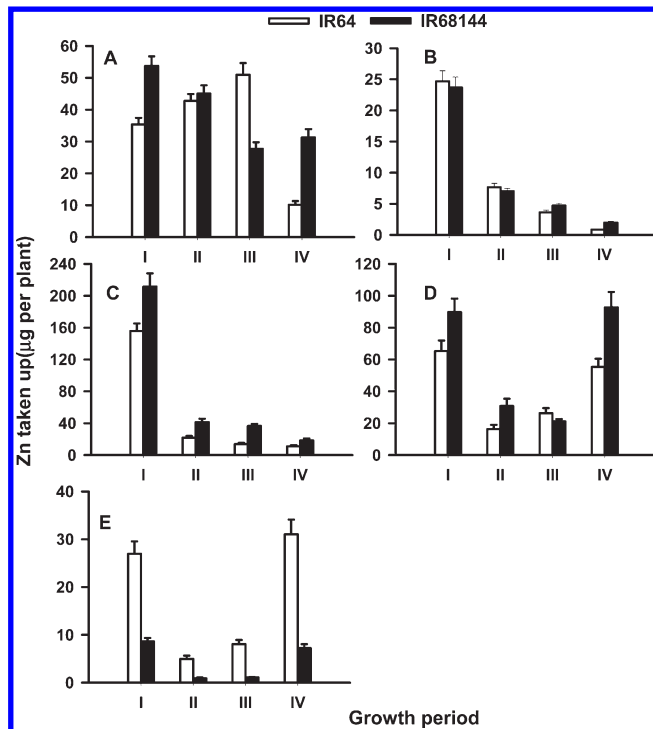 IR64 IR68144
A
60
50
40
30
20
10
0
I II III IV
B
30
25
20
15
10
5
0
I II III IV
Zn taken up(µg per plant)
C
240
200
160
120
80
40
0
I II III IV
D
120
100
80
60
40
20
0
I II III IV
E
40
30
20
10
0
I II III IV
Growth period